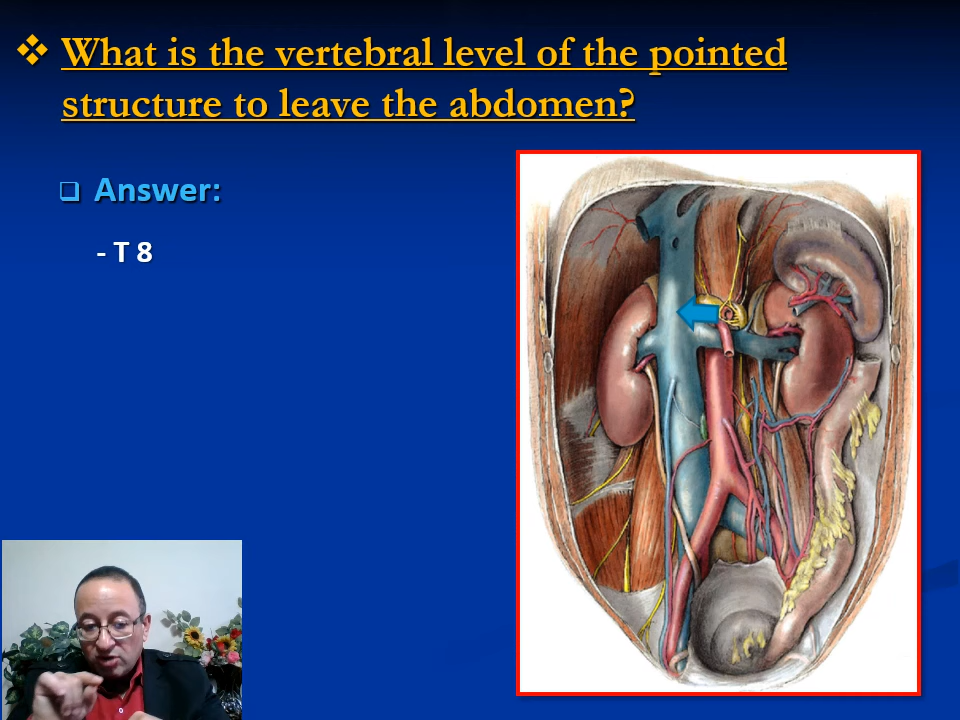 What is the vertebral level of the pointed
structure to leave the abdomen?
Answer:
- T 8